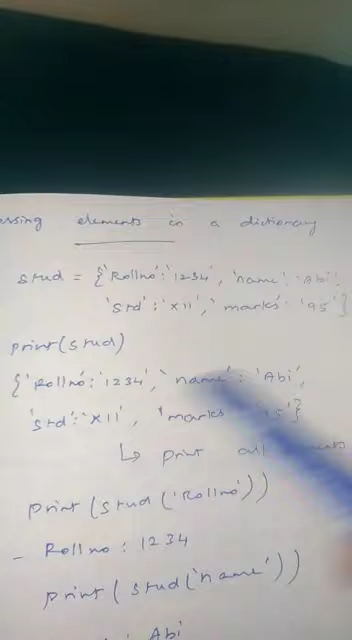 elements in a dictionary
stud = {'Rollno':'1234', 'name':'Abi',
'std':'XII', 'marks':'95'}
print(stud)
{'Rollno':'1234', 'name':'Abi',
'std':'XII', 'marks
↳ print all
print (stud('Rollno'))
- Rollno : 1234
print (stud('name'))
Abi